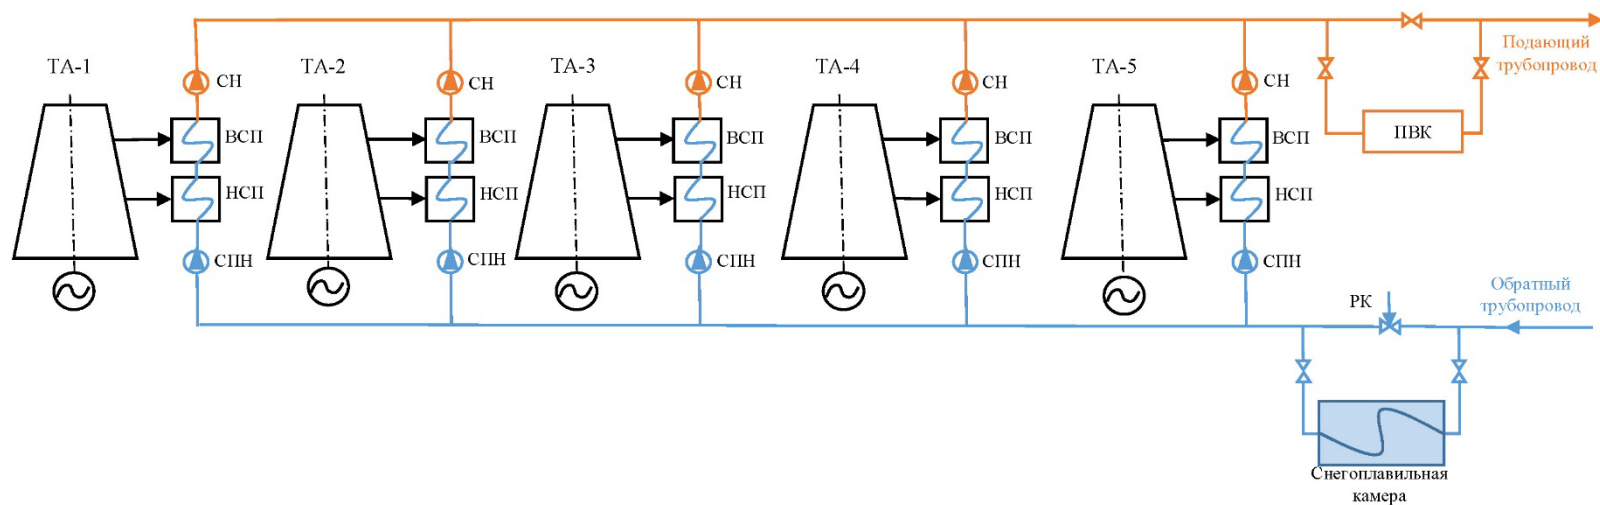 ТА-1
СН
ВСП
НСП
СПН
ТА-2
СН
ВСП
НСП
СПН
ТА-3
СН
ВСП
НСП
СПН
ТА-4
СН
ВСП
НСП
СПН
ТА-5
СН
ВСП
НСП
СПН
Подающий
трубопровод
ПВК
Обратный
трубопровод
РК
Снегоплавильная
камера